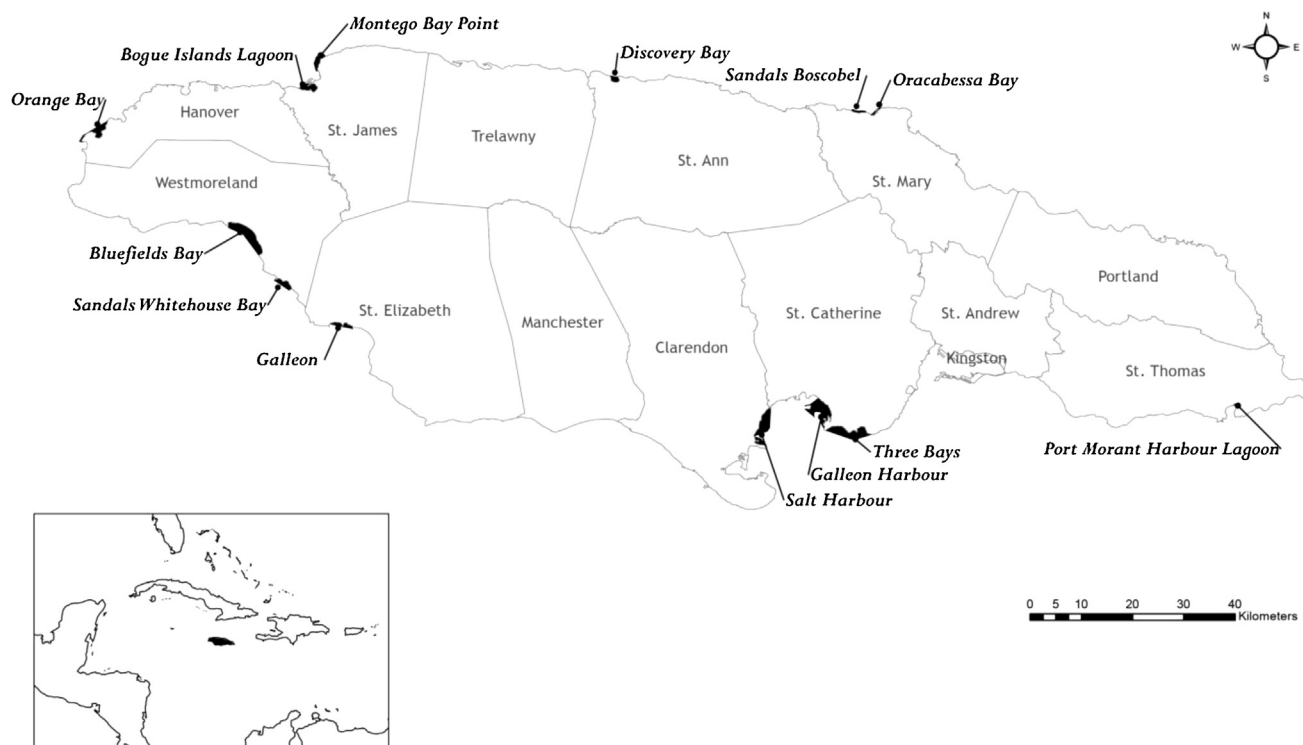 Montego Bay Point
N
Bogue Islands Lagoon
Discovery Bay
W
E
Sandals Boscobel
Oracabessa Bay
S
Orange Bay
Hanover
St. James
Trelawny
St. Ann
St. Mary
Westmoreland
Bluefields Bay
Portland
Sandals Whitehouse Bay
St. Elizabeth
Manchester
St. Catherine
St. Andrew
Galleon
Clarendon
Kingston
St. Thomas
Three Bays
Port Morant Harbour Lagoon
Galleon Harbour
Salt Harbour
0 5 10 20 30 40
Kilometers